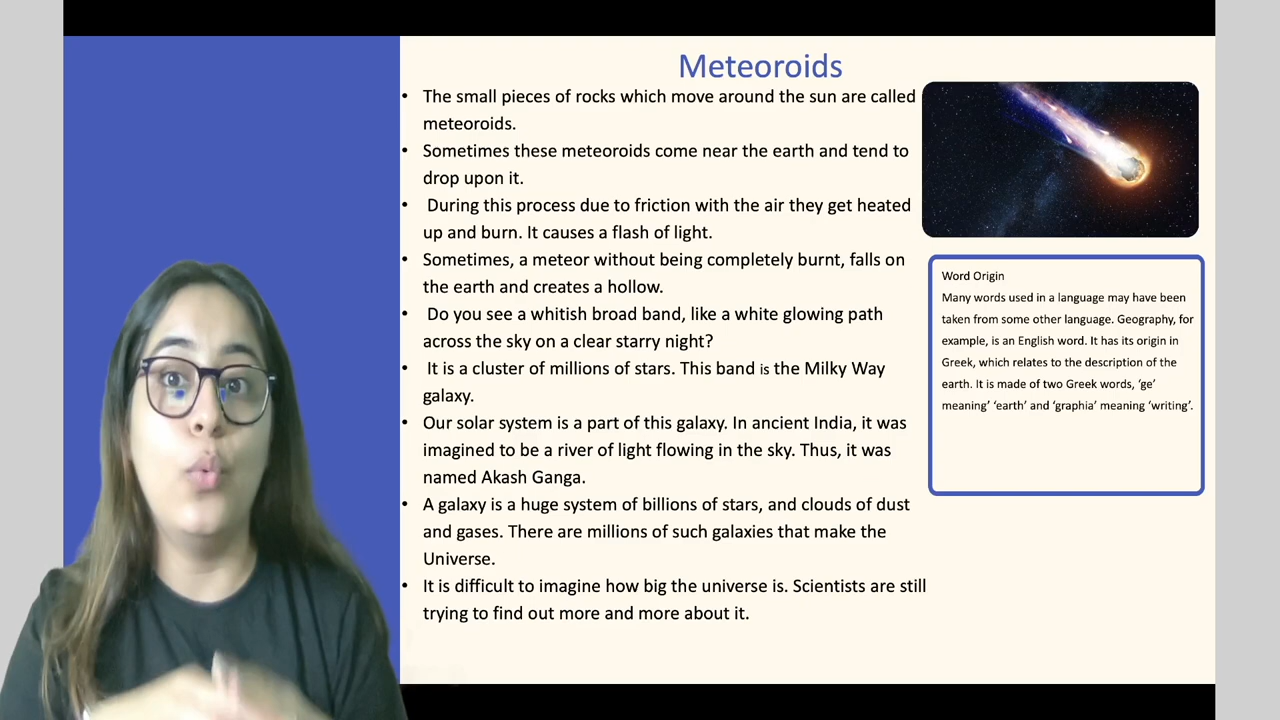 Meteoroids
• The small pieces of rocks which move around the sun are called
meteoroids.
• Sometimes these meteoroids come near the earth and tend to
drop upon it.
• During this process due to friction with the air they get heated
up and burn. It causes a flash of light.
• Sometimes, a meteor without being completely burnt, falls on
the earth and creates a hollow.
• Do you see a whitish broad band, like a white glowing path
across the sky on a clear starry night?
• It is a cluster of millions of stars. This band is the Milky Way
galaxy.
• Our solar system is a part of this galaxy. In ancient India, it was
imagined to be a river of light flowing in the sky. Thus, it was
named Akash Ganga.
• A galaxy is a huge system of billions of stars, and clouds of dust
and gases. There are millions of such galaxies that make the
Universe.
• It is difficult to imagine how big the universe is. Scientists are still
trying to find out more and more about it.
Word Origin
Many words used in a language may have been
taken from some other language. Geography, for
example, is an English word. It has its origin in
Greek, which relates to the description of the
earth. It is made of two Greek words, ‘ge’
meaning’ ‘earth’ and ‘graphia’ meaning ‘writing’.